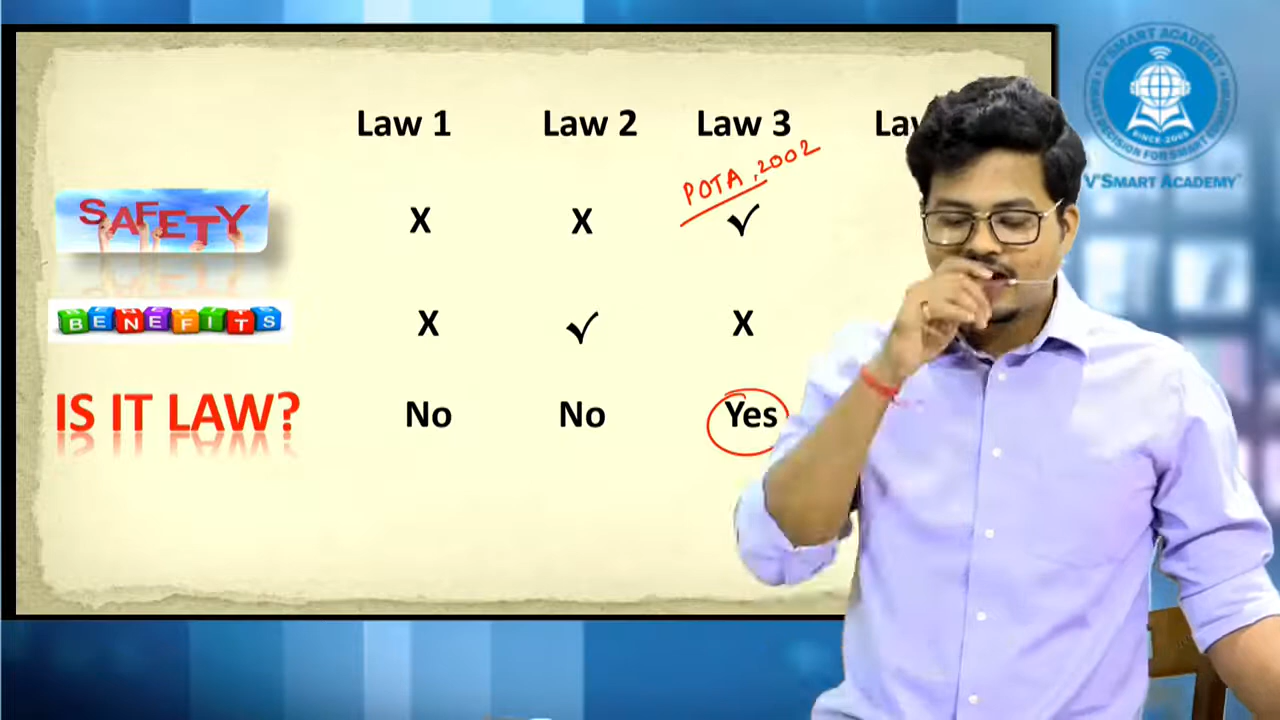 Law 1 Law 2 Law 3
POTA, 2002
SAFETY X X ✓
BENEFITS X ✓ X
IS IT LAW? No No Yes
V'SMART ACADEMY
SINCE-2003
V'SMART ACADEMY